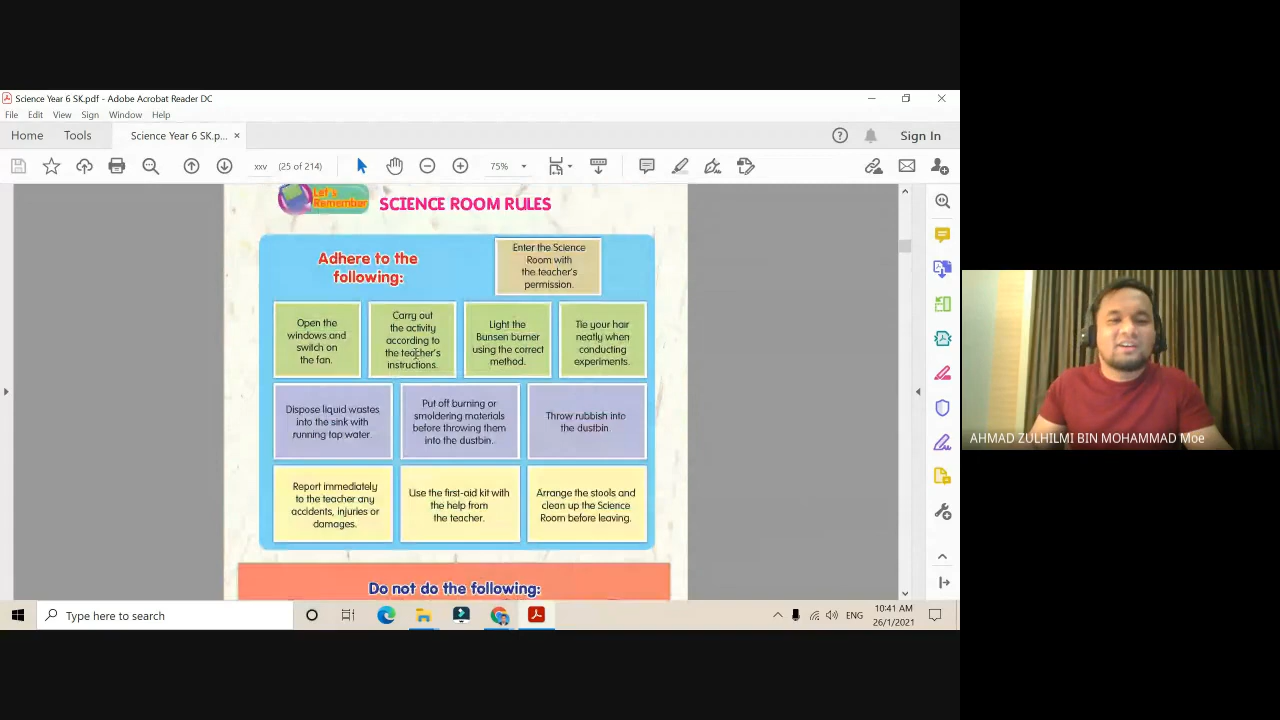 Science Year 6 SK.pdf - Adobe Acrobat Reader DC
File Edit View Sign Window Help
Home Tools Science Year 6 SK.p... × Sign In
xxv (25 of 214) 75%
Let's
Remember
SCIENCE ROOM RULES
Adhere to the
following:
Enter the Science
Room with
the teacher's
permission.
Open the
windows and
switch on
the fan.
Carry out
the activity
according to
the teacher's
instructions.
Light the
Bunsen burner
using the correct
method.
Tie your hair
neatly when
conducting
experiments.
Dispose liquid wastes
into the sink with
running tap water.
Put off burning or
smoldering materials
before throwing them
into the dustbin.
Throw rubbish into
the dustbin
Report immediately
to the teacher any
accidents, injuries or
damages.
Use the first-aid kit with
the help from
the teacher.
Arrange the stools and
clean up the Science
Room before leaving.
Do not do the following:
AHMAD ZULHILMI BIN MOHAMMAD Moe
Type here to search
ENG
10:41 AM
26/1/2021